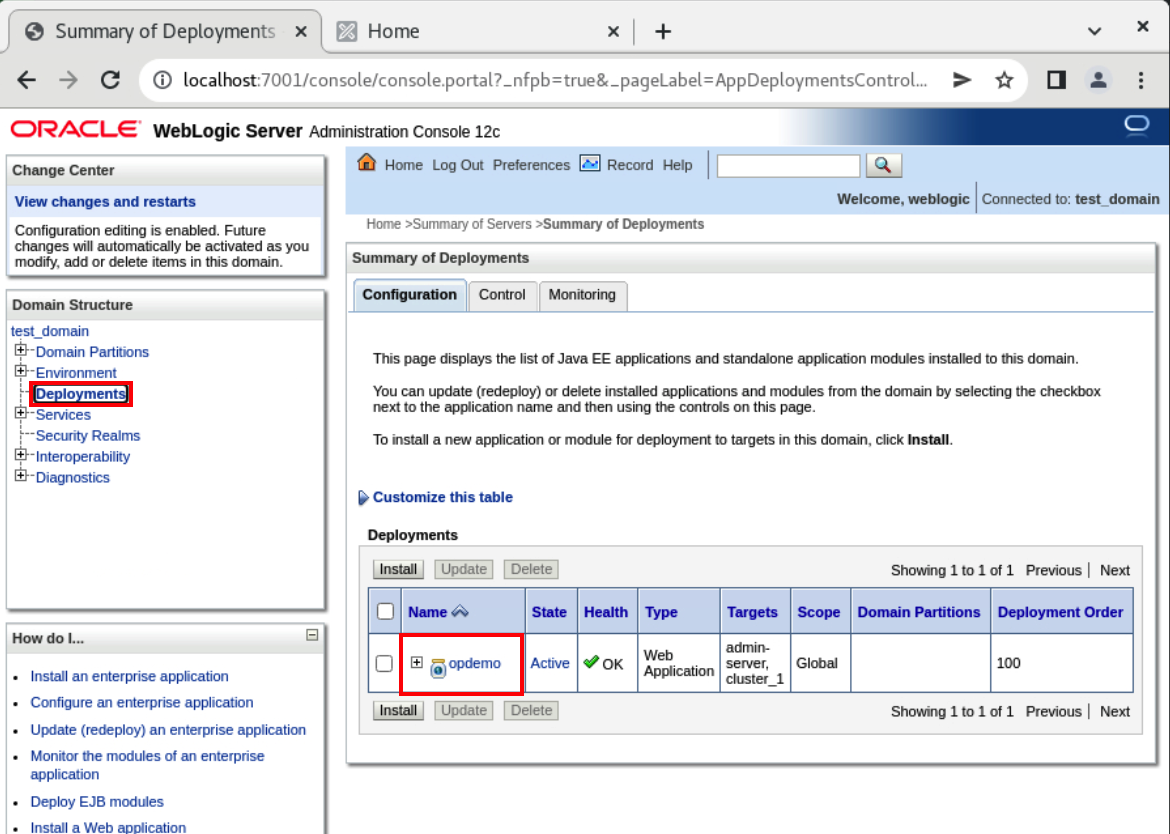 Summary of Deployments
Home
localhost:7001/console/console.portal?_nfpb=true&_pageLabel=AppDeploymentsControl...
ORACLE WebLogic Server Administration Console 12c
Change Center
View changes and restarts
Configuration editing is enabled. Future
changes will automatically be activated as you
modify, add or delete items in this domain.
Domain Structure
test_domain
Domain Partitions
Environment
Deployments
Services
Security Realms
Interoperability
Diagnostics
How do I...
Install an enterprise application
Configure an enterprise application
Update (redeploy) an enterprise application
Monitor the modules of an enterprise
application
Deploy EJB modules
Install a Web application
Home Log Out Preferences Record Help
Welcome, weblogic Connected to: test_domain
Home >Summary of Servers >Summary of Deployments
Summary of Deployments
Configuration Control Monitoring
This page displays the list of Java EE applications and standalone application modules installed to this domain.
You can update (redeploy) or delete installed applications and modules from the domain by selecting the checkbox
next to the application name and then using the controls on this page.
To install a new application or module for deployment to targets in this domain, click Install.
Customize this table
Deployments
Install Update Delete Showing 1 to 1 of 1 Previous | Next
Name State Health Type Targets Scope Domain Partitions Deployment Order
opdemo Active OK Web Application admin-server, cluster_1 Global 100
Install Update Delete Showing 1 to 1 of 1 Previous | Next